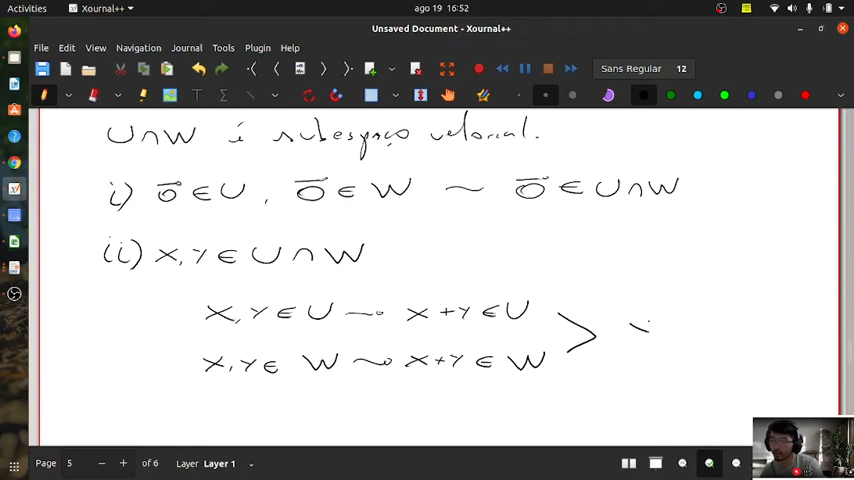 Activities Xournal++ ago 19 16:52
Unsaved Document - Xournal++
File Edit View Navigation Journal Tools Plugin Help
Sans Regular 12
U∩W é subespaço vetorial.
i) 0̄ ∈ U, 0̄ ∈ W ~ 0̄ ∈ U∩W
ii) X, Y ∈ U ∩ W
X, Y ∈ U ~> X + Y ∈ U
X, Y ∈ W ~> X + Y ∈ W
Page 5 of 6 Layer Layer 1